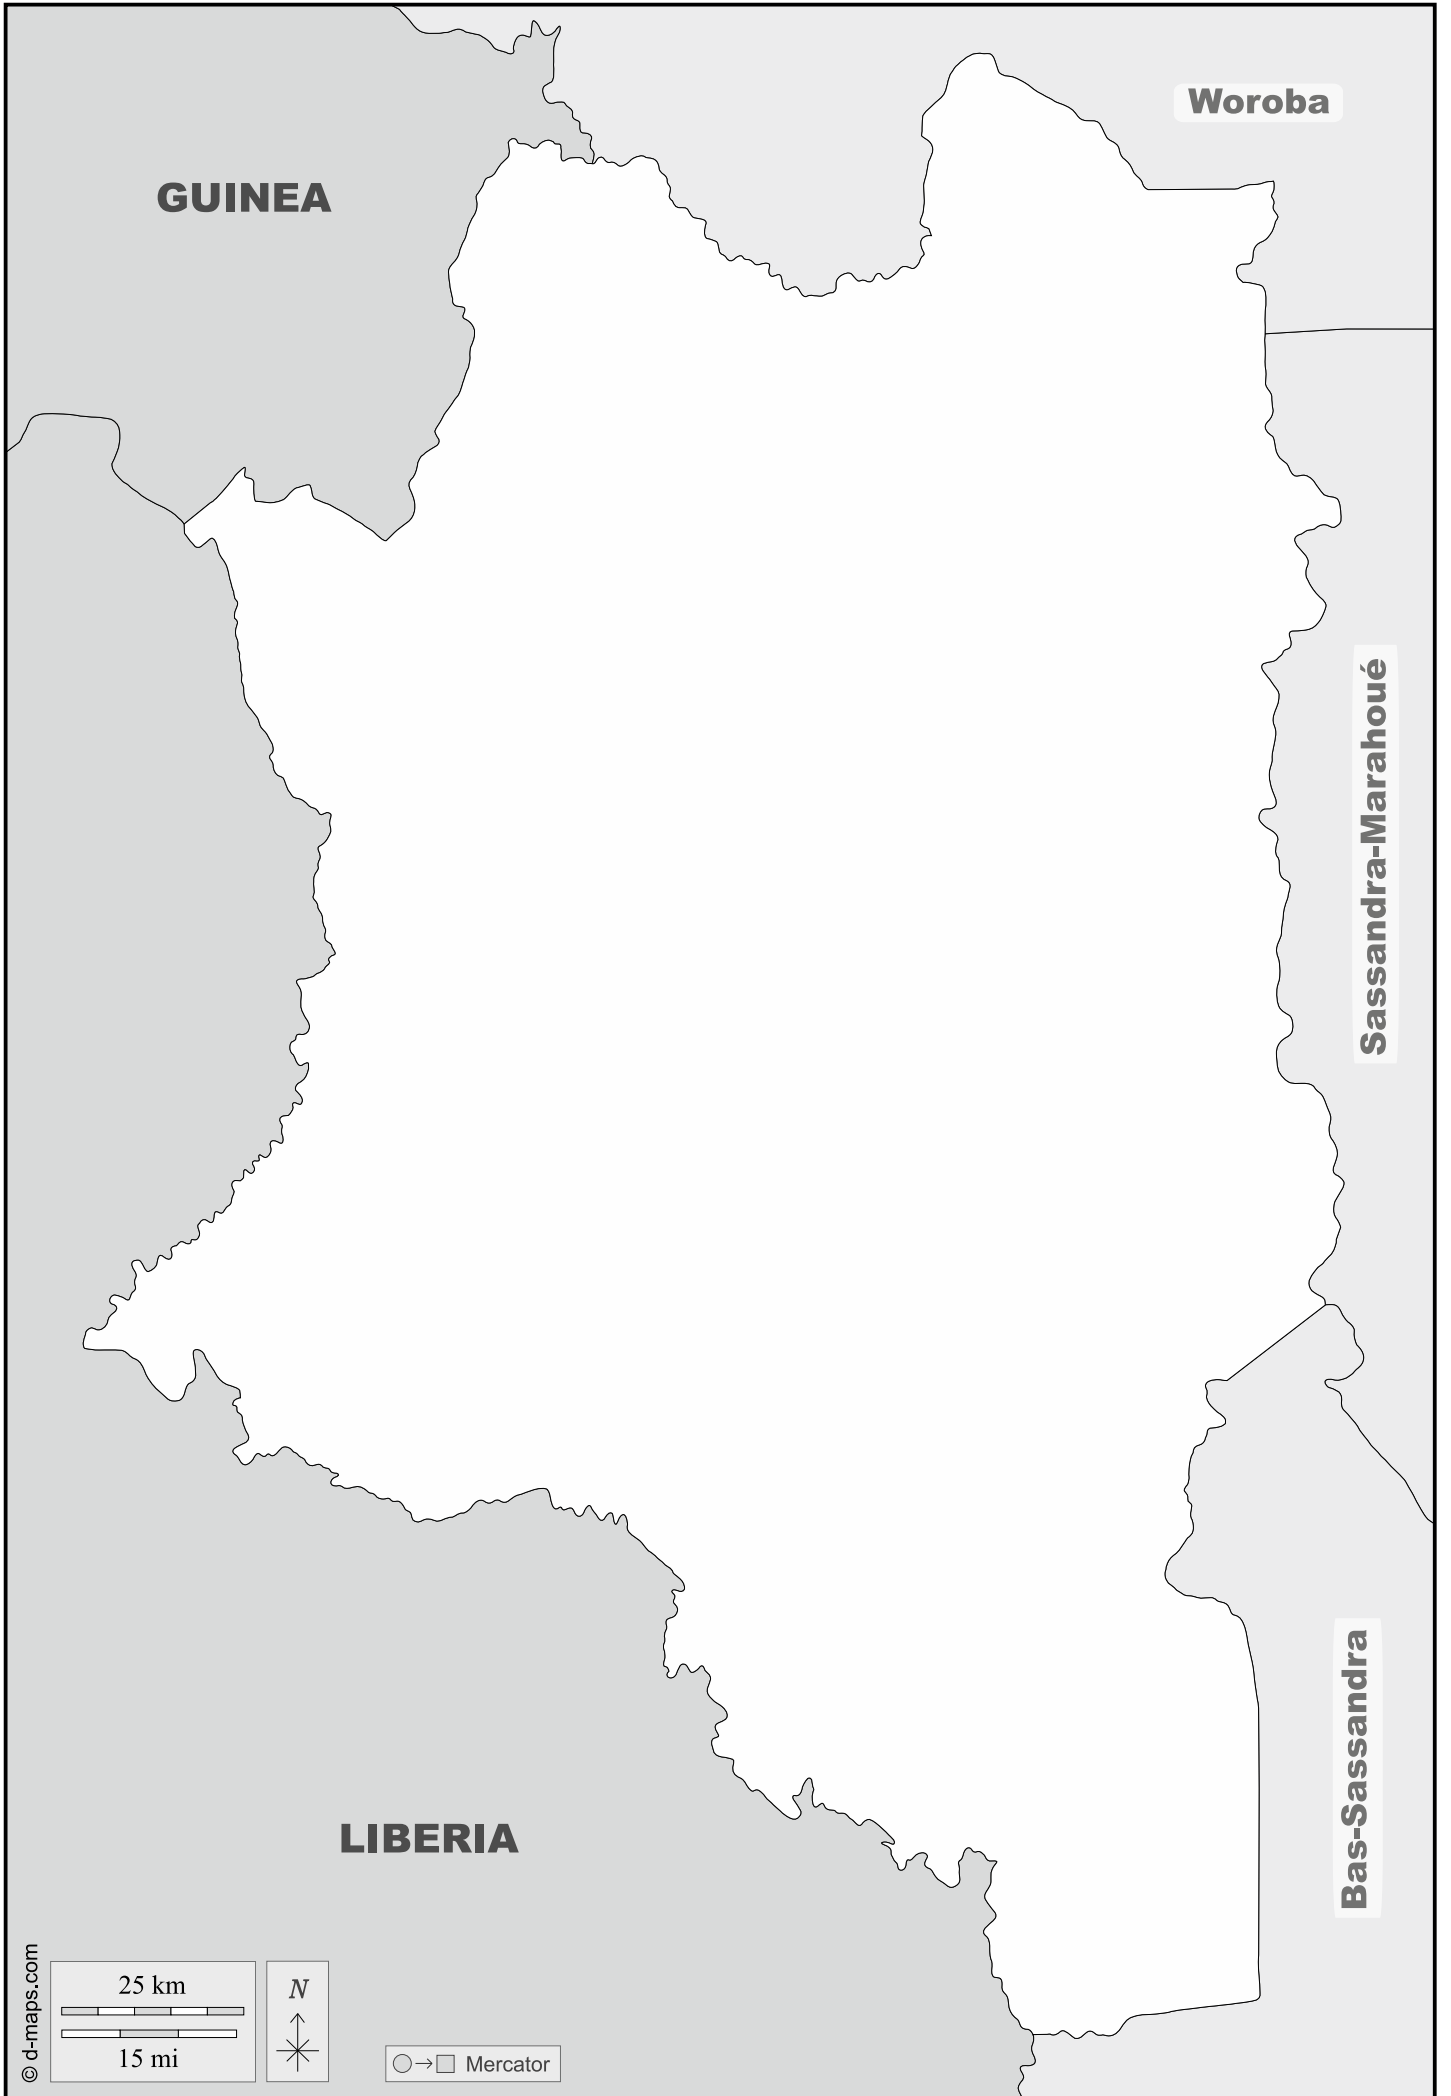 Woroba
GUINEA
Sassandra-Marahoué
Bas-Sassandra
LIBERIA
© d-maps.com
25 km
15 mi
N
Mercator